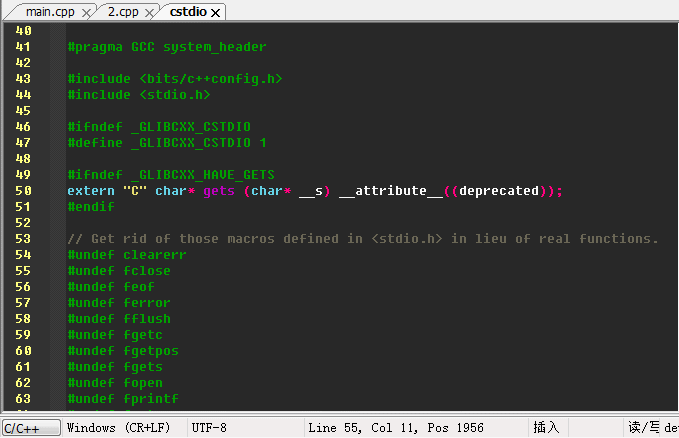 main.cpp 2.cpp cstdio
40
41 #pragma GCC system_header
42
43 #include <bits/c++config.h>
44 #include <stdio.h>
45
46 #ifndef _GLIBCXX_CSTDIO
47 #define _GLIBCXX_CSTDIO 1
48
49 #ifndef _GLIBCXX_HAVE_GETS
50 extern "C" char* gets (char* __s) __attribute__((deprecated));
51 #endif
52
53 // Get rid of those macros defined in <stdio.h> in lieu of real functions.
54 #undef clearerr
55 #undef fclose
56 #undef feof
57 #undef ferror
58 #undef fflush
59 #undef fgetc
60 #undef fgetpos
61 #undef fgets
62 #undef fopen
63 #undef fprintf
C/C++ Windows (CR+LF) UTF-8 Line 55, Col 11, Pos 1956 插入 读/写 de